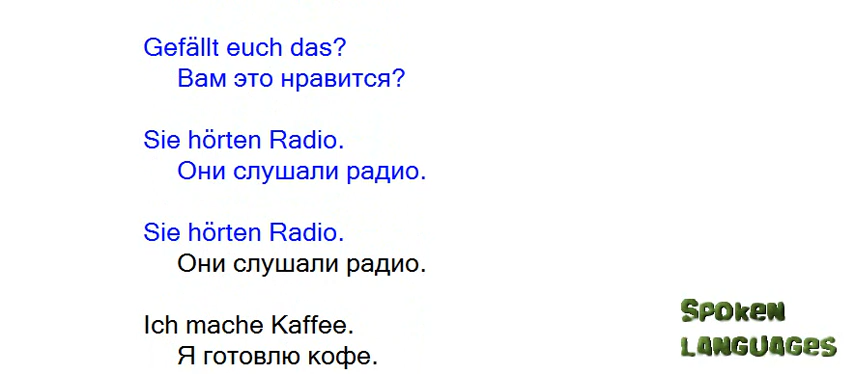 Gefällt euch das?
Вам это нравится?
Sie hörten Radio.
Они слушали радио.
Sie hörten Radio.
Они слушали радио.
Ich mache Kaffee.
Я готовлю кофе.
SPOKEN
LANGUAGES